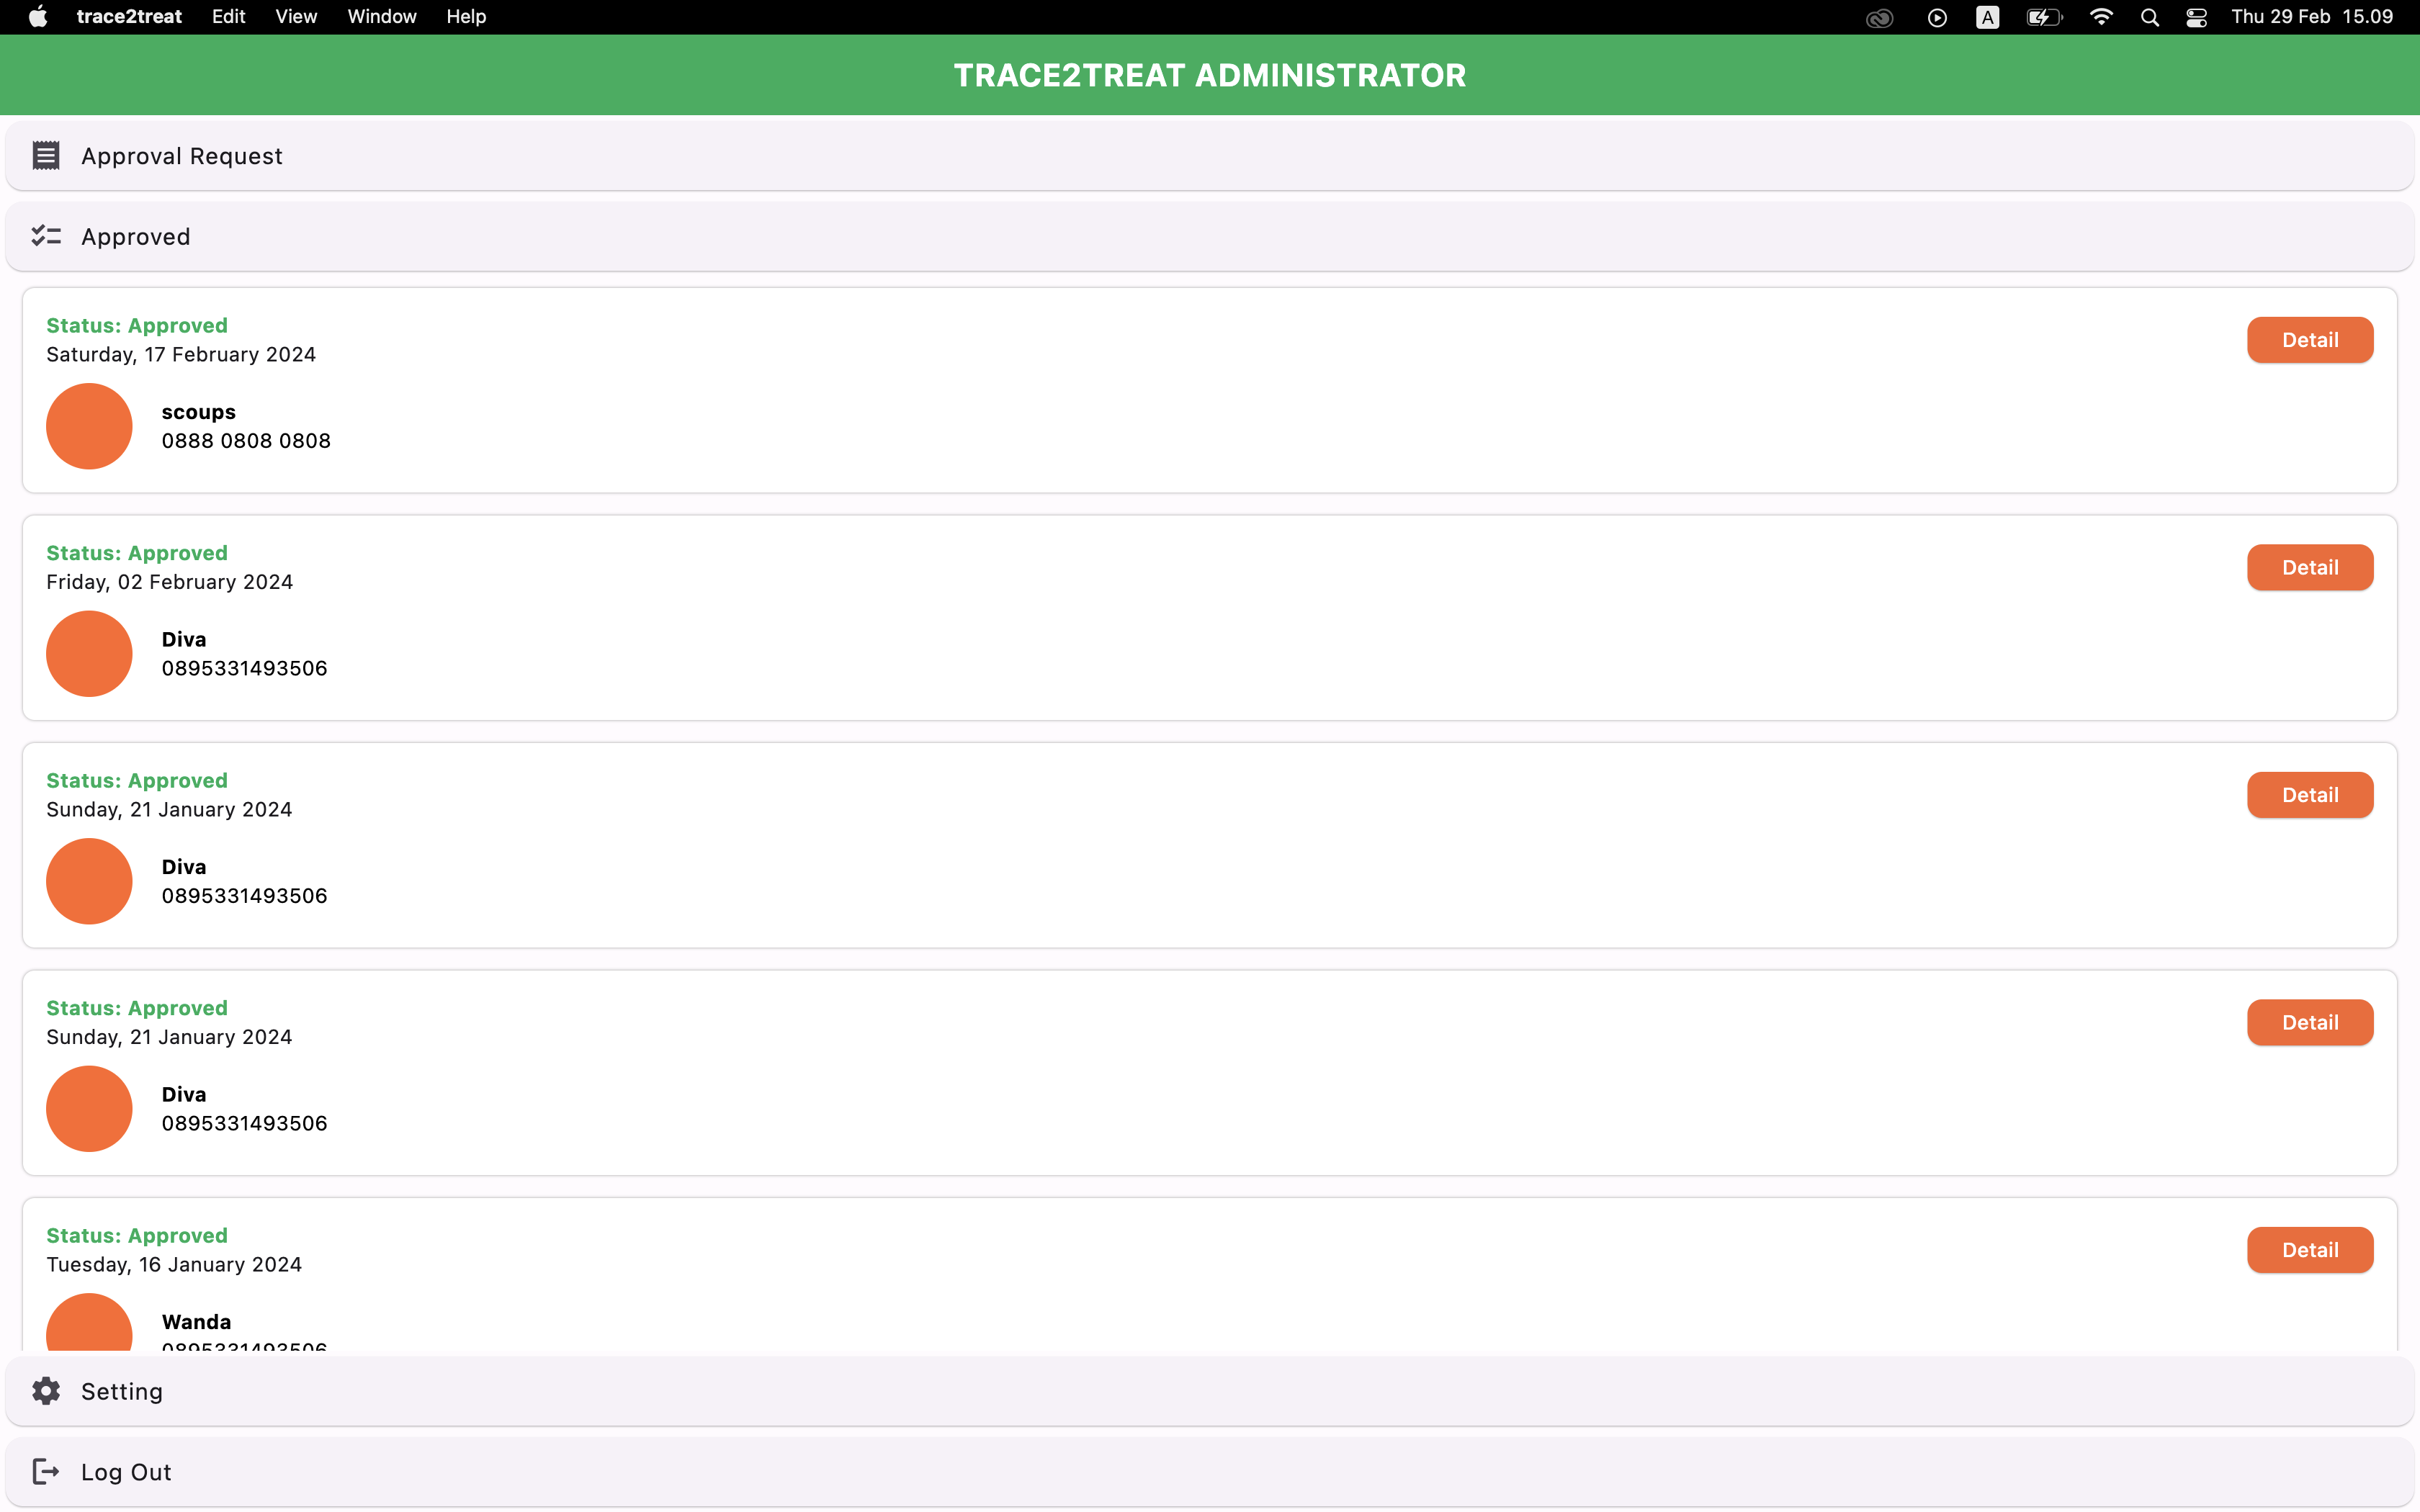 trace2treat Edit View Window Help A Thu 29 Feb 15.09
TRACE2TREAT ADMINISTRATOR
Approval Request
Approved
Status: Approved
Saturday, 17 February 2024
Detail
scoups
0888 0808 0808
Status: Approved
Friday, 02 February 2024
Detail
Diva
0895331493506
Status: Approved
Sunday, 21 January 2024
Detail
Diva
0895331493506
Status: Approved
Sunday, 21 January 2024
Detail
Diva
0895331493506
Status: Approved
Tuesday, 16 January 2024
Detail
Wanda
0895331493506
Setting
Log Out